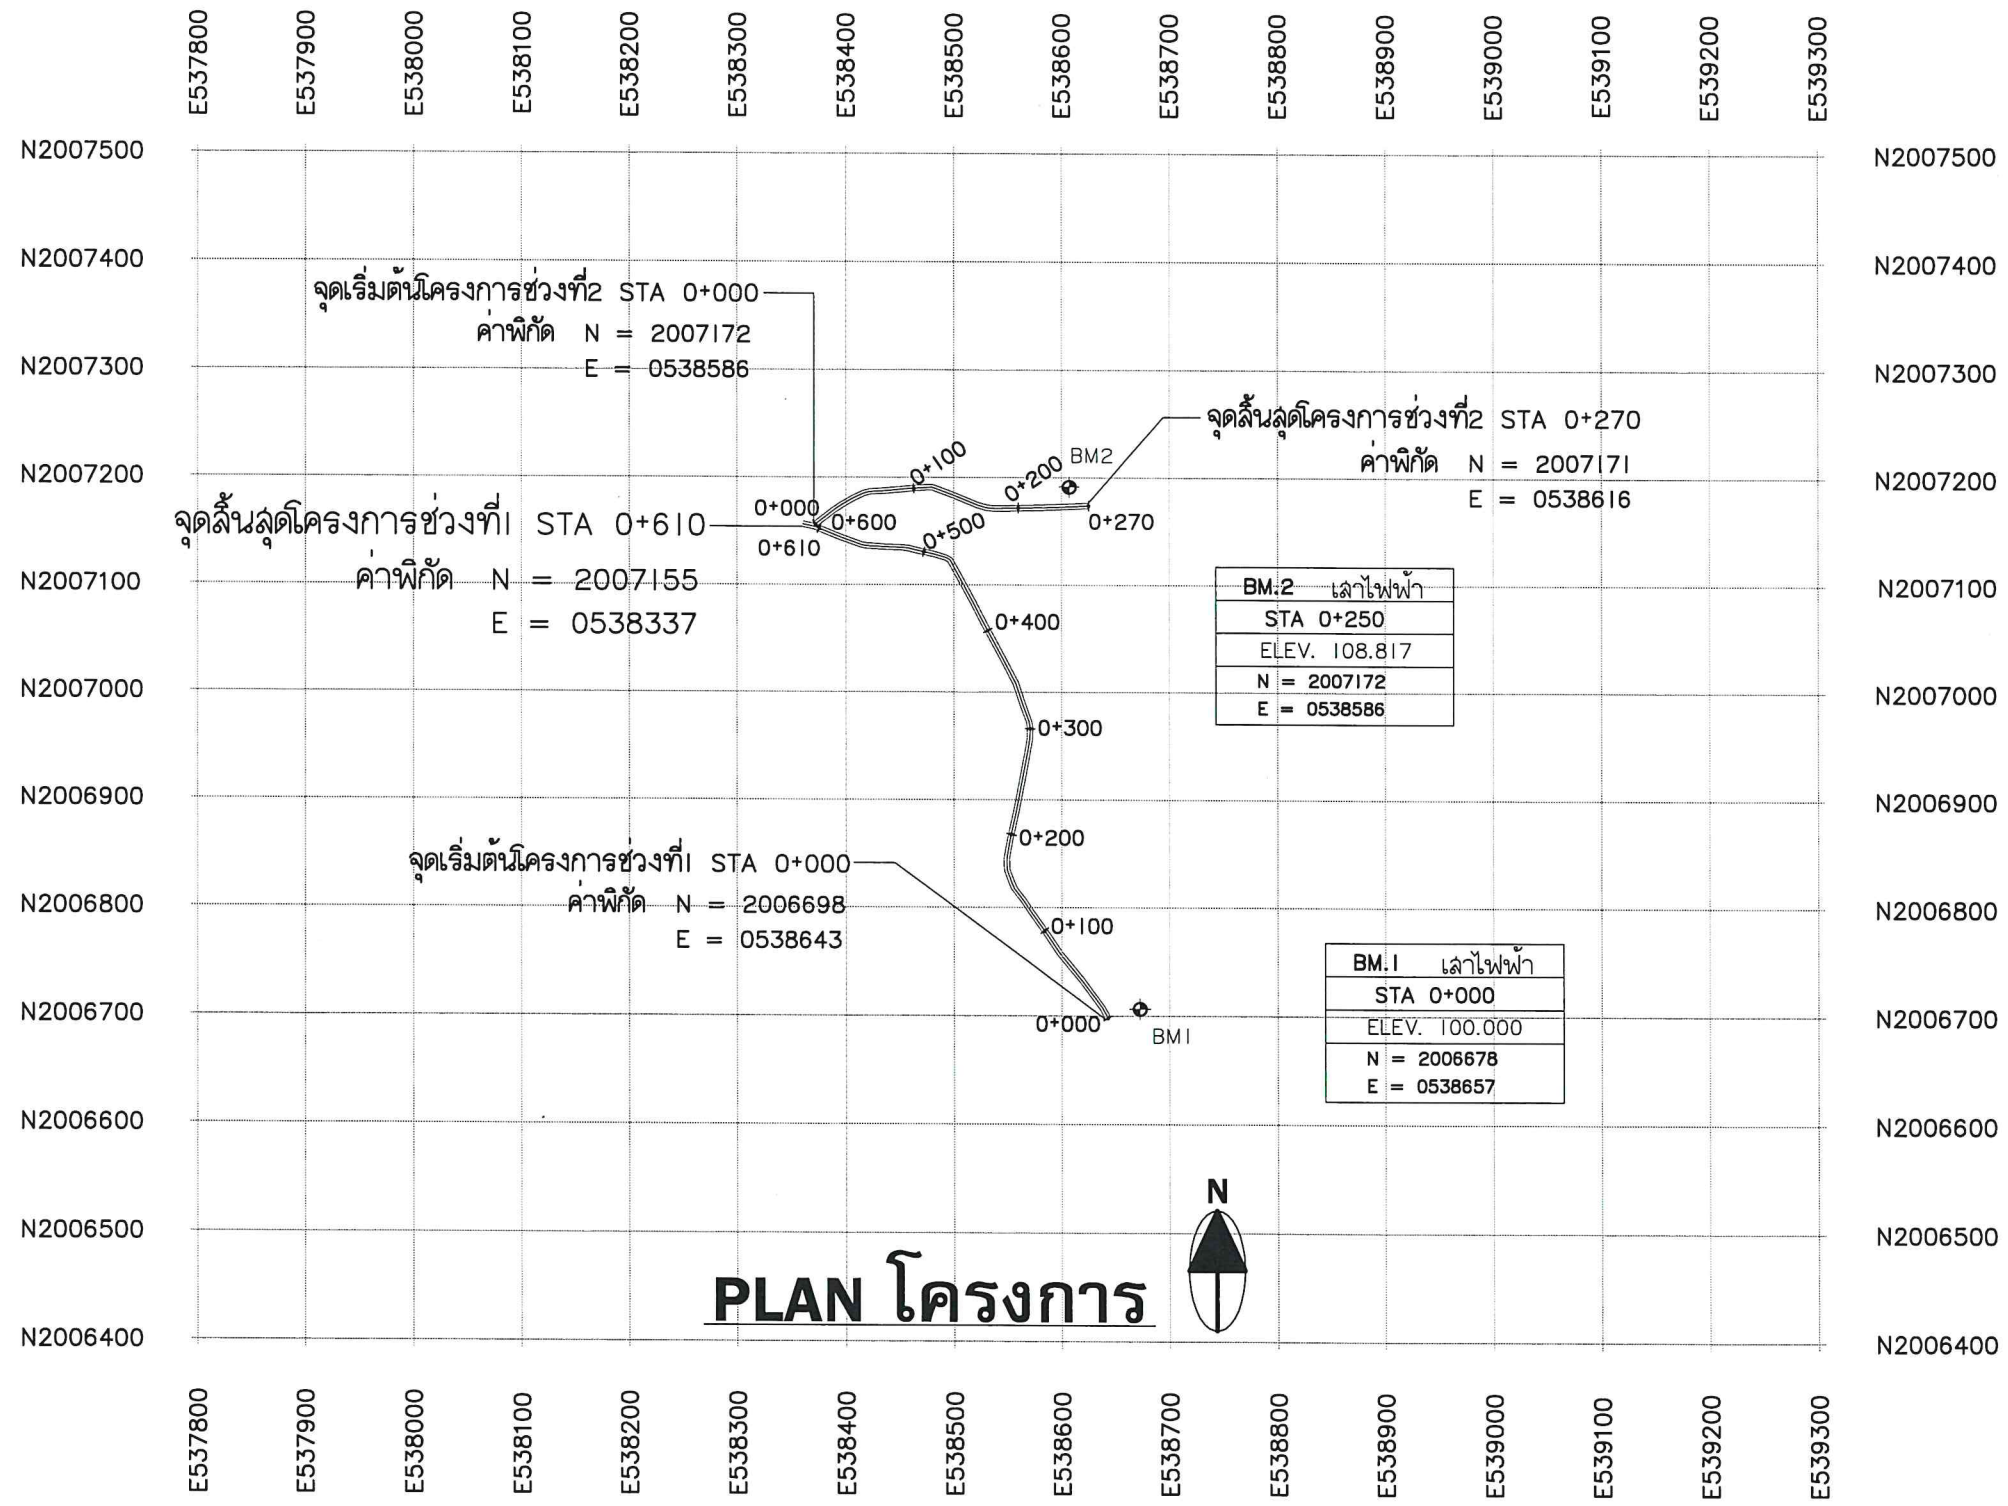 E537800 E537900 E538000 E538100 E538200 E538300 E538400 E538500 E538600 E538700 E538800 E538900 E539000 E539100 E539200 E539300
N2007500 N2007500
N2007400 N2007400
จุดเริ่มต้นโครงการช่วงที่2 STA 0+000
ค่าพิกัด N = 2007172
E = 0538586
N2007300 N2007300
จุดสิ้นสุดโครงการช่วงที่2 STA 0+270
ค่าพิกัด N = 2007171
E = 0538616
N2007200 N2007200
0+100
0+200
BM2
0+000
0+600
0+500
0+270
0+610
จุดสิ้นสุดโครงการช่วงที่1 STA 0+610
ค่าพิกัด N = 2007155
E = 0538337
N2007100 N2007100
BM.2 เสาไฟฟ้า
STA 0+250
ELEV. 108.817
N = 2007172
E = 0538586
0+400
N2007000 N2007000
0+300
N2006900 N2006900
0+200
จุดเริ่มต้นโครงการช่วงที่1 STA 0+000
ค่าพิกัด N = 2006698
E = 0538643
N2006800 N2006800
0+100
BM.1 เสาไฟฟ้า
STA 0+000
ELEV. 100.000
N = 2006678
E = 0538657
N2006700 N2006700
0+000
BM1
N2006600 N2006600
N
N2006500 N2006500
PLAN โครงการ
N2006400 N2006400
E537800 E537900 E538000 E538100 E538200 E538300 E538400 E538500 E538600 E538700 E538800 E538900 E539000 E539100 E539200 E539300